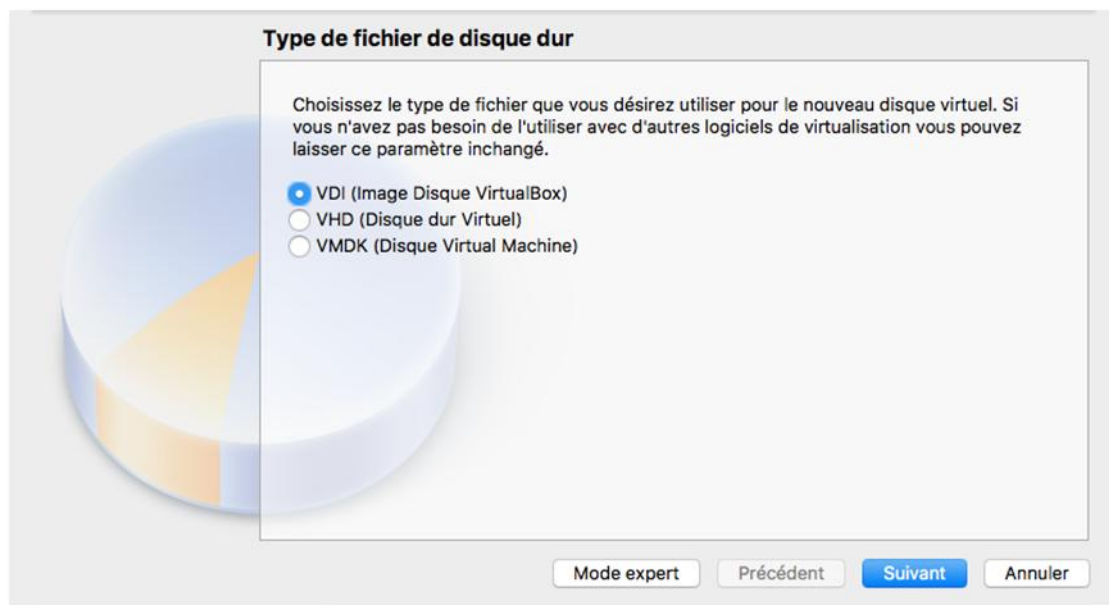 Type de fichier de disque dur
Choisissez le type de fichier que vous désirez utiliser pour le nouveau disque virtuel. Si
vous n'avez pas besoin de l'utiliser avec d'autres logiciels de virtualisation vous pouvez
laisser ce paramètre inchangé.
VDI (Image Disque VirtualBox)
VHD (Disque dur Virtuel)
VMDK (Disque Virtual Machine)
Mode expert Précédent Suivant Annuler